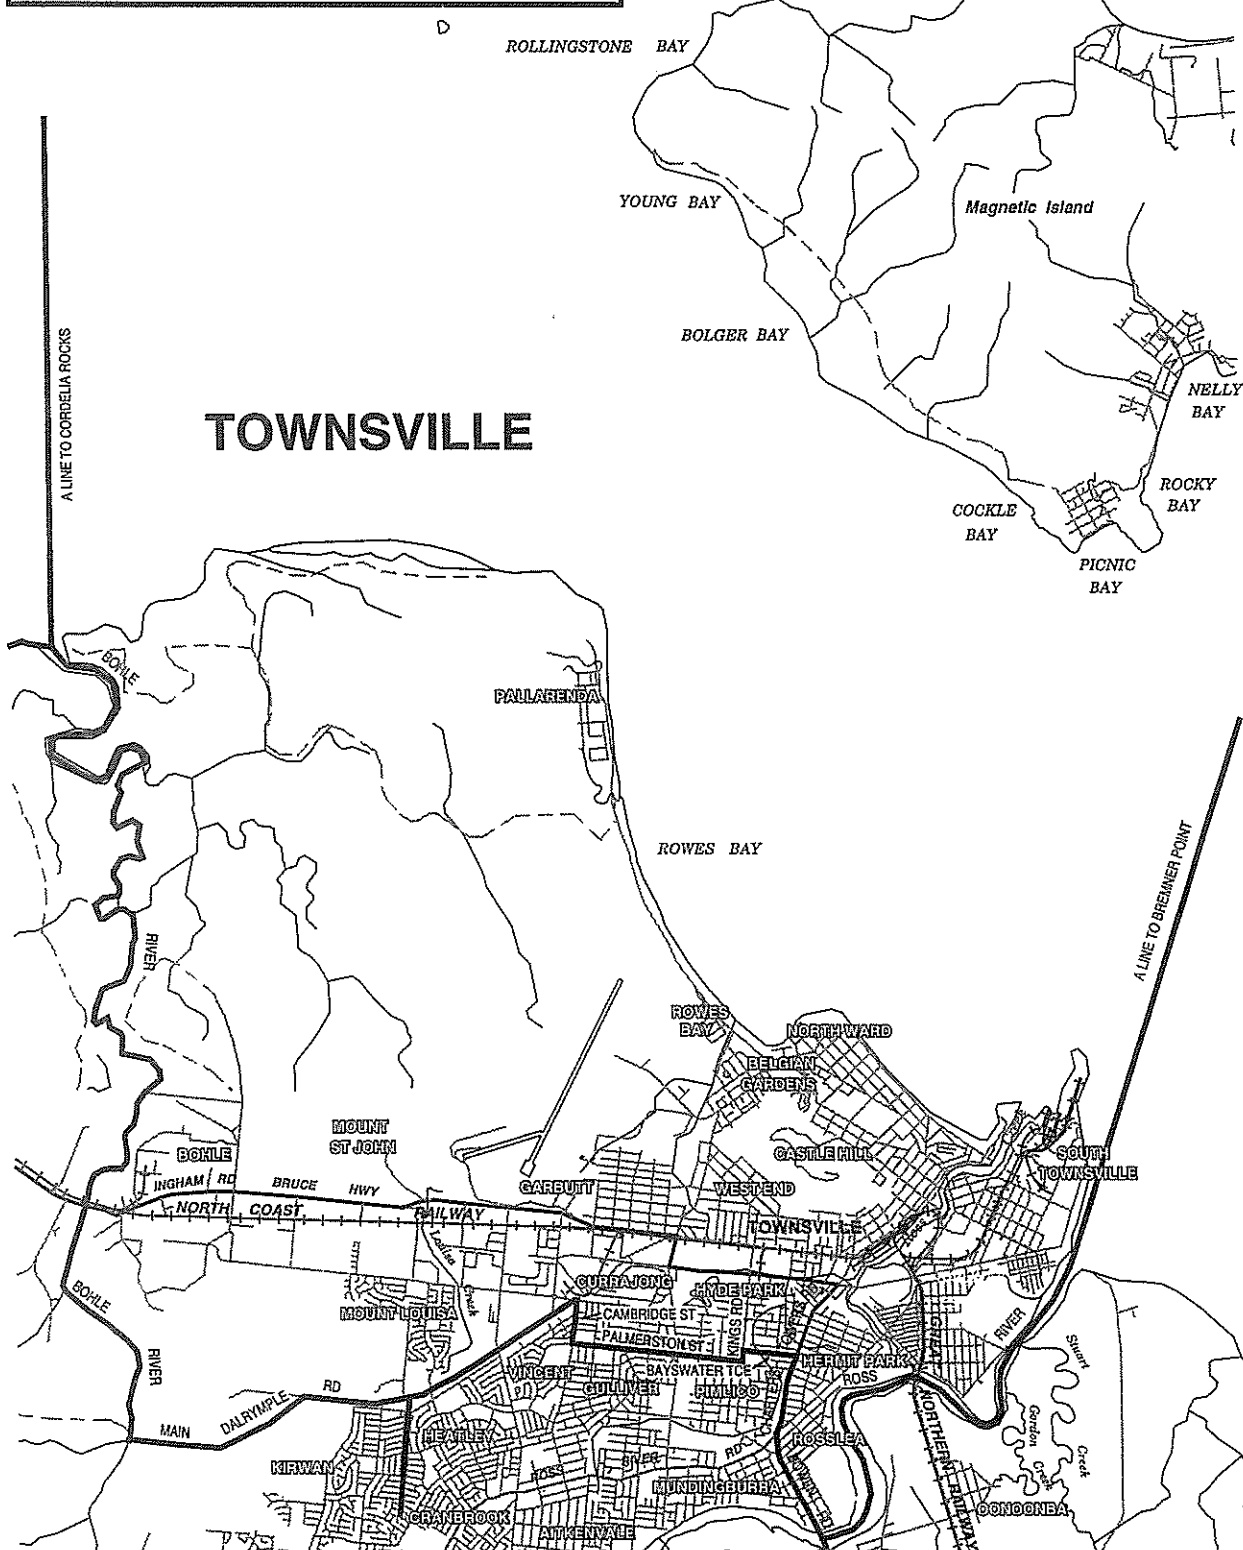 ROLLINGSTONE BAY
YOUNG BAY
Magnetic Island
BOLGER BAY
NELLY
BAY
A LINE TO CORDELIA ROCKS
TOWNSVILLE
ROCKY
BAY
COCKLE
BAY
PICNIC
BAY
BOHLE
PALLARENDA
ROWES BAY
A LINE TO BREMNER POINT
RIVER
ROWES
BAY
NORTH WARD
BELGIAN
GARDENS
MOUNT
ST JOHN
BOHLE
CASTLE HILL
SOUTH
TOWNSVILLE
INGHAM RD
BRUCE HWY
GARBUTT
WEST END
NORTH COAST RAILWAY
TOWNSVILLE
Ross
Louisa
Creek
CURRAJONG
HYDE PARK
BOHLE
MOUNT LOUISA
CAMBRIDGE ST
KINGS RD
TOWERS
GREAT
RIVER
PALMERSTON ST
Stuart
RIVER
VINCENT
BAYSWATER TCE
HERMIT PARK
ROSS
GULLIVER
PIMLICO
CHARTERS
MAIN
DALRYMPLE
RD
NORTHERN RAILWAY
Gordon
Creek
Creek
HEATLEY
ROSSLEA
KIRWAN
ROSS
RIVER
RD
MUNDINGBURRA
BOWEN RD
CRANBROOK
AITKENVALE
OONOONBA